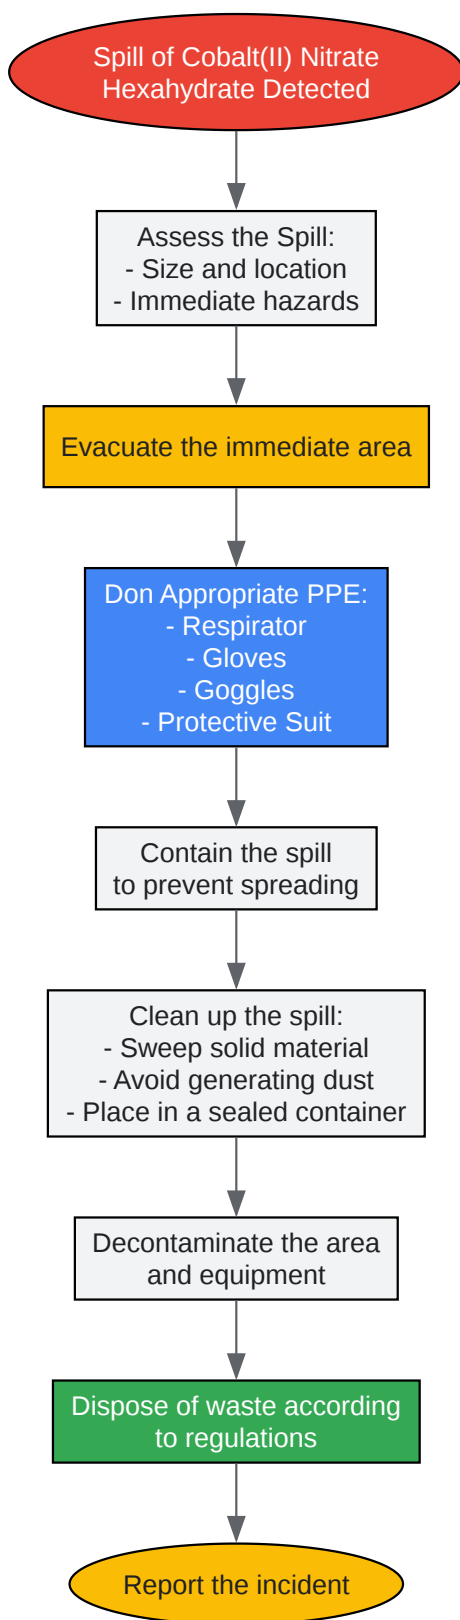 Spill of Cobalt(II) Nitrate
Hexahydrate Detected
Assess the Spill:
- Size and location
- Immediate hazards
Evacuate the immediate area
Don Appropriate PPE:
- Respirator
- Gloves
- Goggles
- Protective Suit
Contain the spill
to prevent spreading
Clean up the spill:
- Sweep solid material
- Avoid generating dust
- Place in a sealed container
Decontaminate the area
and equipment
Dispose of waste according
to regulations
Report the incident